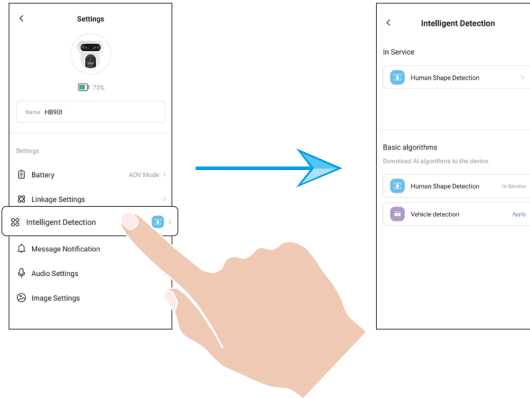 Settings
73%
Name HB901
Settings
Battery AOV Mode
Linkage Settings
Intelligent Detection
Message Notification
Audio Settings
Image Settings
Intelligent Detection
In Service
Human Shape Detection
Basic algorithms
Download AI algorithms to the device.
Human Shape Detection In Service
Vehicle detection Apply